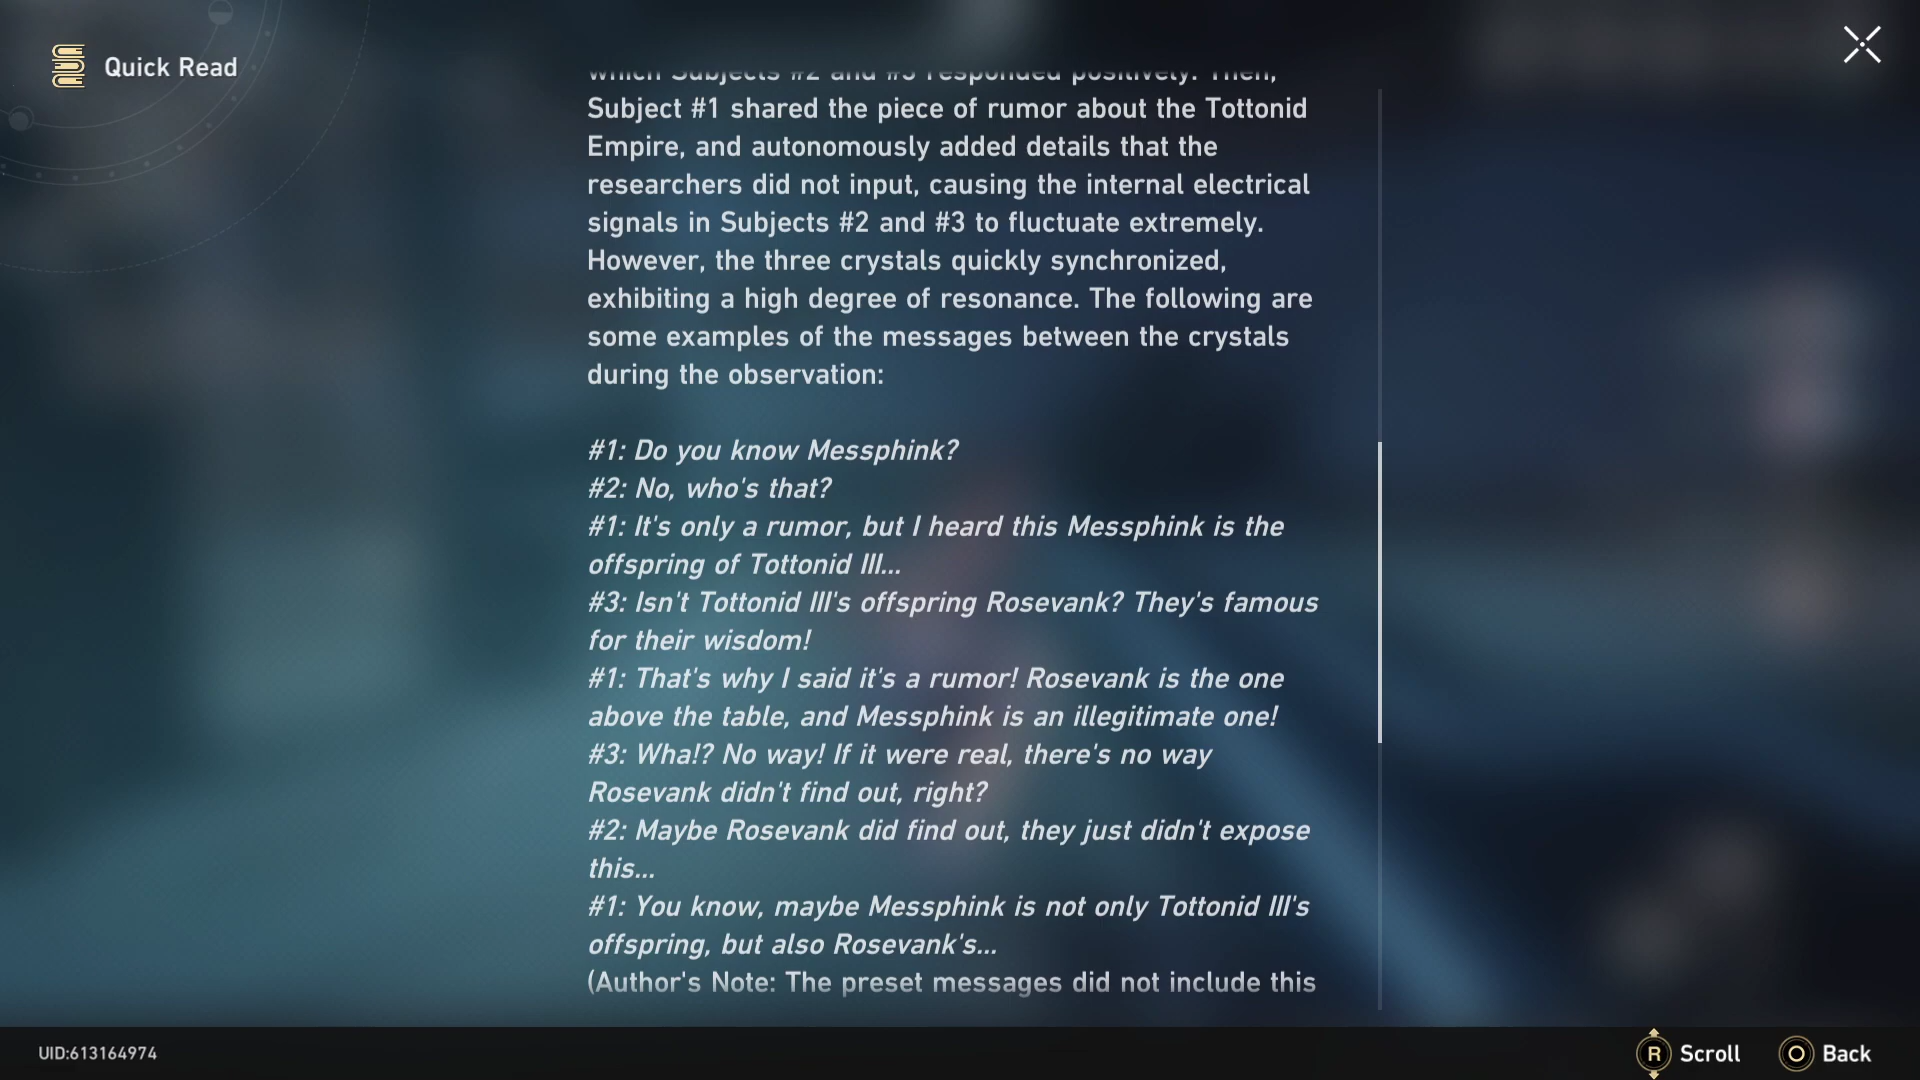 Quick Read
which Subjects #2 and #3 responded positively. Then,
Subject #1 shared the piece of rumor about the Tottonid
Empire, and autonomously added details that the
researchers did not input, causing the internal electrical
signals in Subjects #2 and #3 to fluctuate extremely.
However, the three crystals quickly synchronized,
exhibiting a high degree of resonance. The following are
some examples of the messages between the crystals
during the observation:
#1: Do you know Messphink?
#2: No, who's that?
#1: It's only a rumor, but I heard this Messphink is the
offspring of Tottonid III...
#3: Isn't Tottonid III's offspring Rosevank? They's famous
for their wisdom!
#1: That's why I said it's a rumor! Rosevank is the one
above the table, and Messphink is an illegitimate one!
#3: Wha!? No way! If it were real, there's no way
Rosevank didn't find out, right?
#2: Maybe Rosevank did find out, they just didn't expose
this...
#1: You know, maybe Messphink is not only Tottonid III's
offspring, but also Rosevank's...
(Author's Note: The preset messages did not include this
UID:613164974
R Scroll
Back